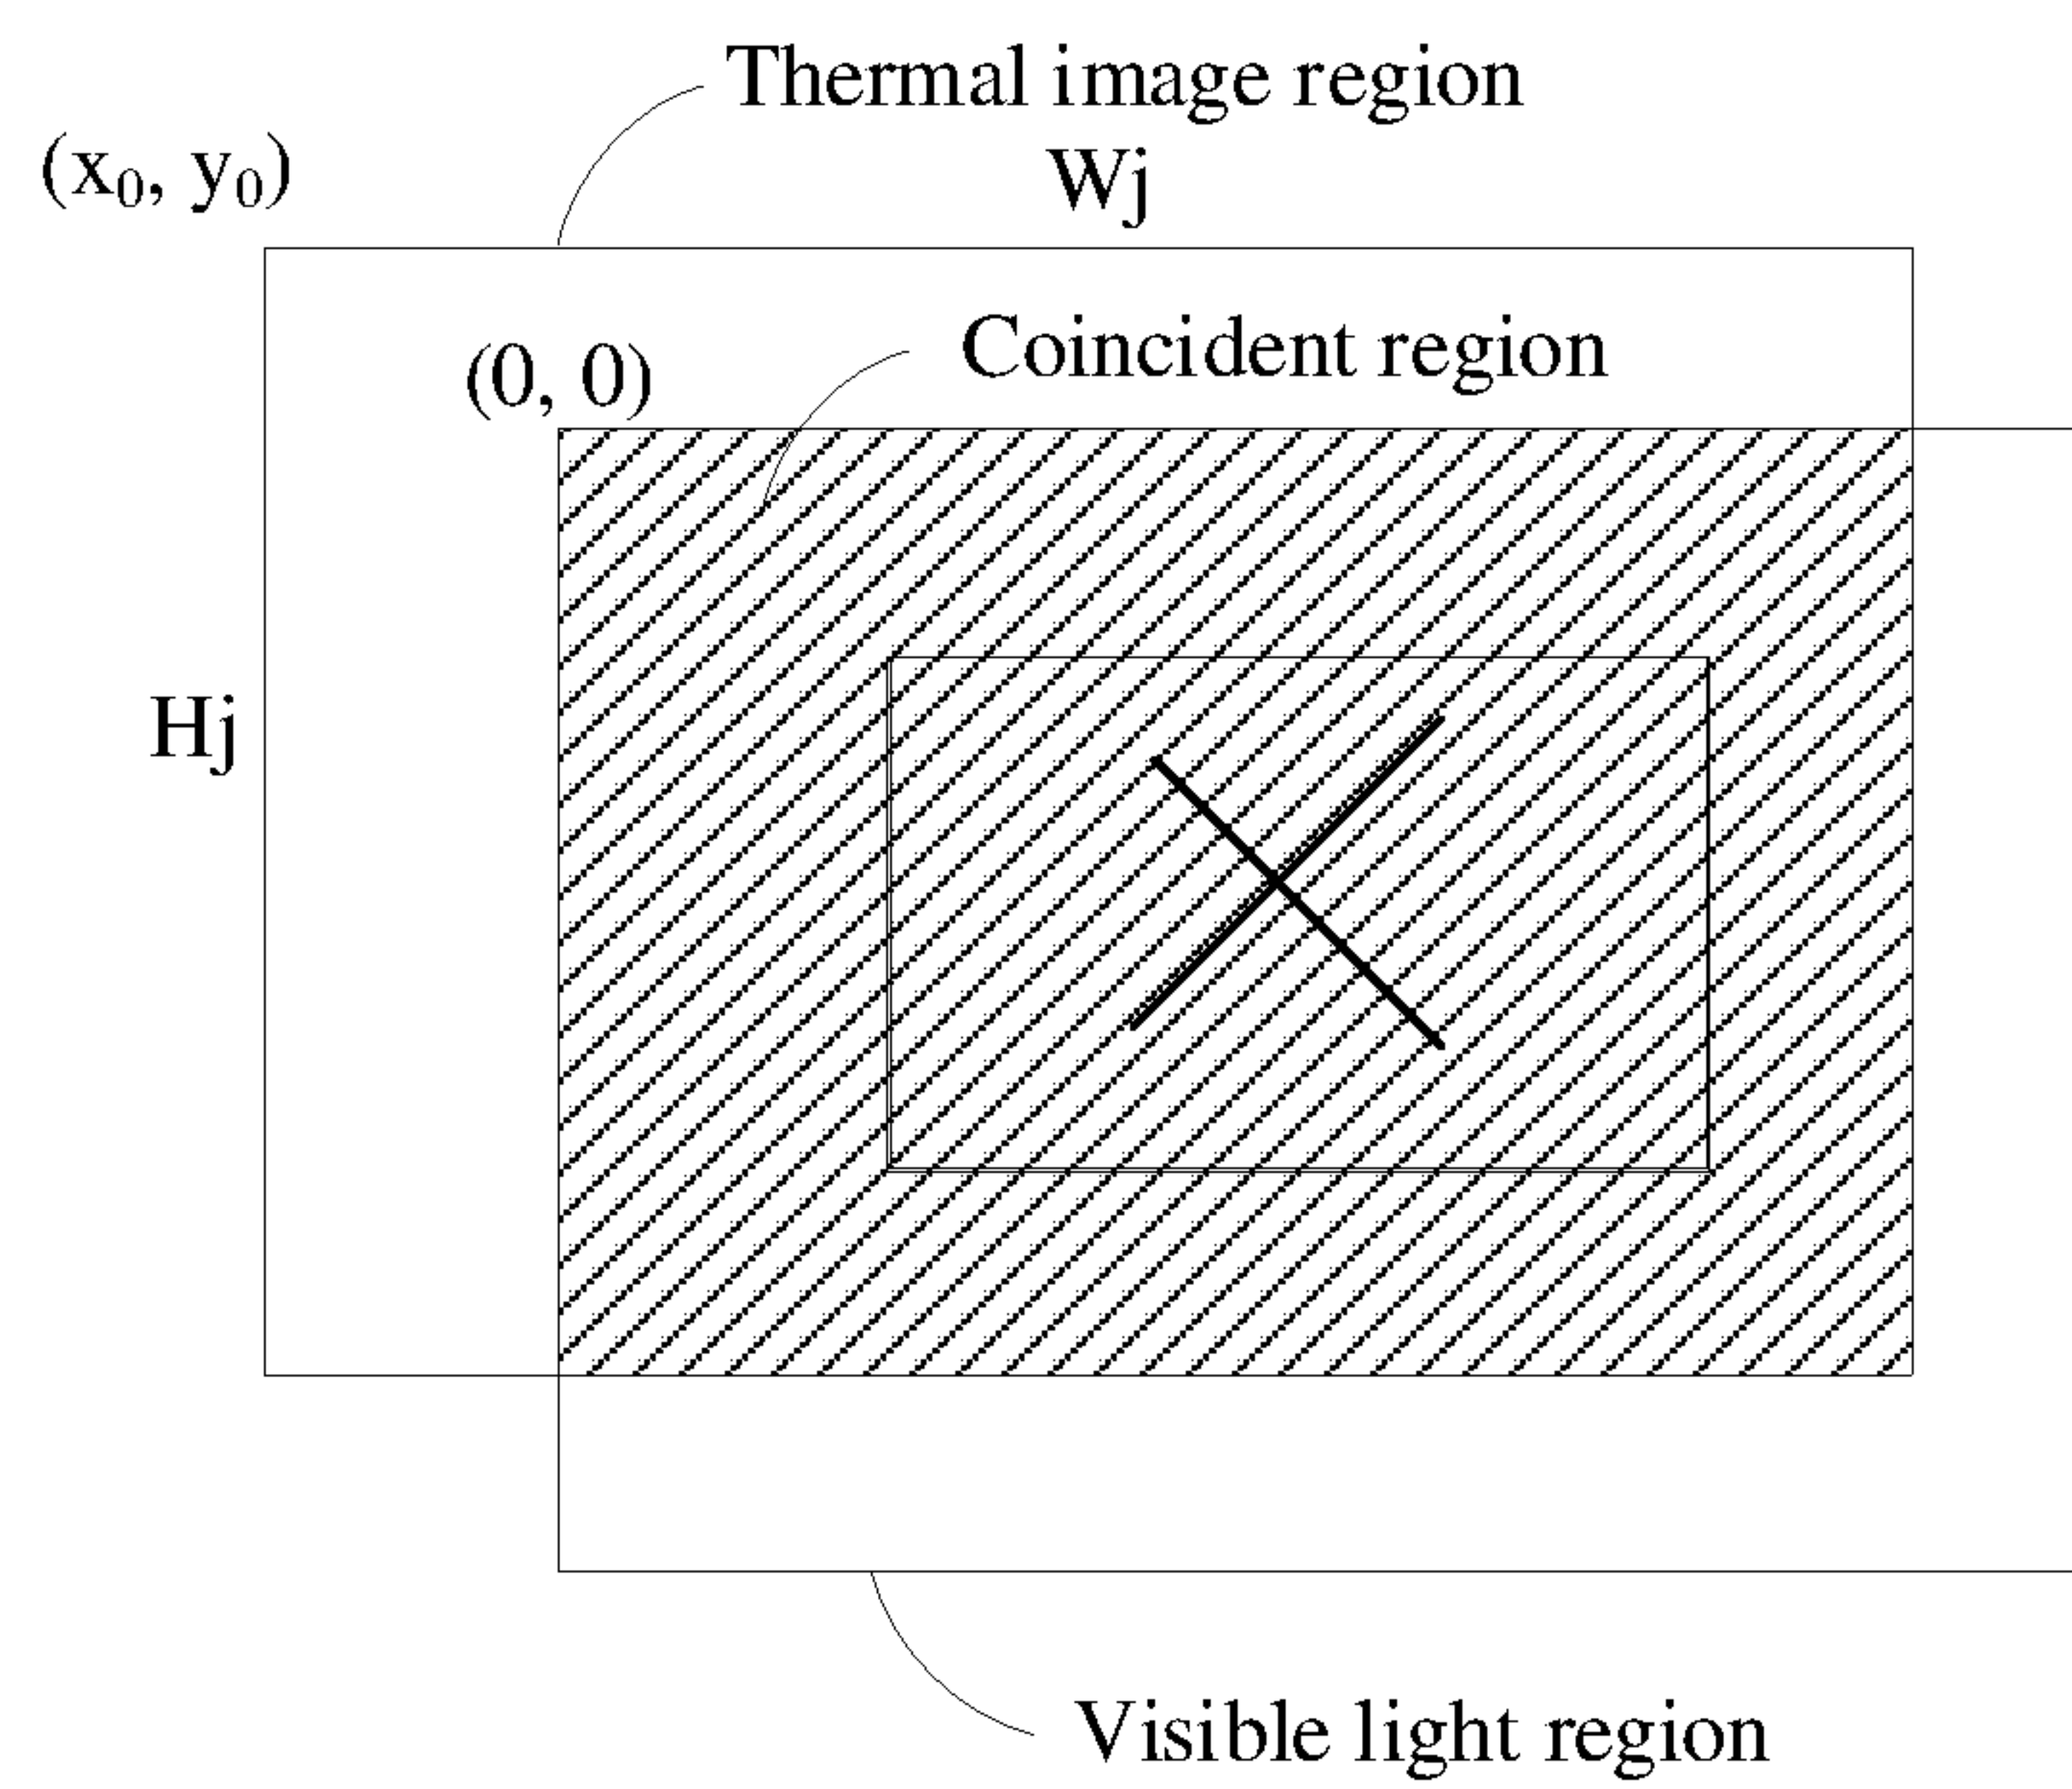 Thermal image region
(x₀, y₀)
Wj
Coincident region
(0, 0)
Hj
Visible light region